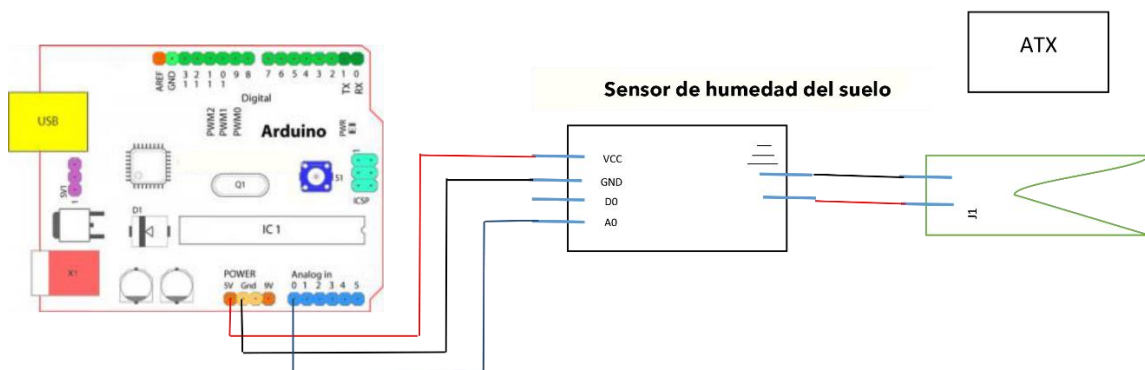 ATX
Sensor de humedad del suelo
AREF
GND
13
12
11
10
9
8
7
6
5
4
3
2
1
0
TX
RX
Digital
PWM2
PWM1
PWM0
Arduino
PWR
USB
SV1
1
Q1
S1
1
ICSP
D1
IC 1
X1
POWER
5V Gnd 9V
Analog in
0 1 2 3 4 5
VCC
GND
D0
A0
J1